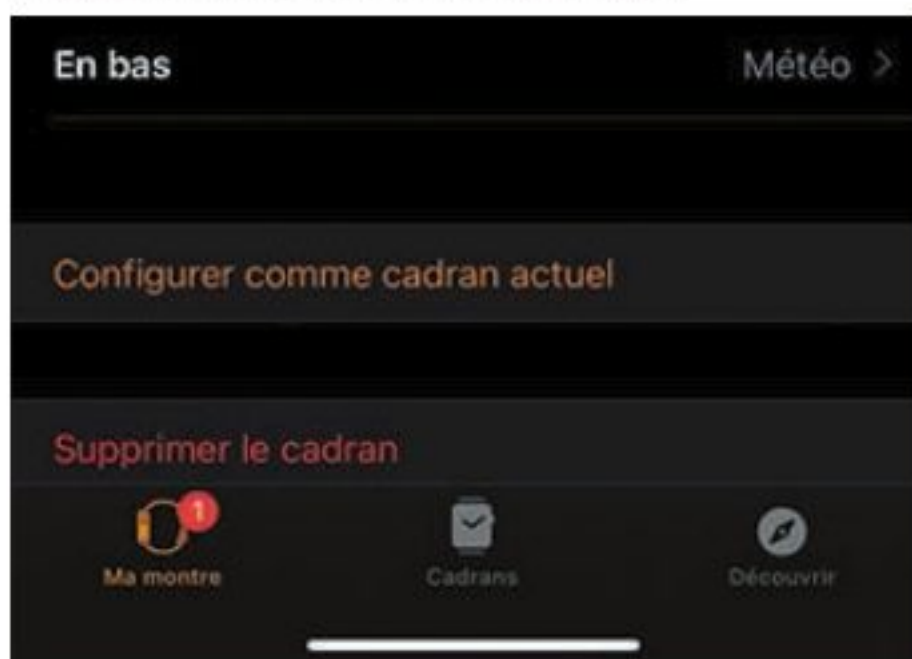 En bas Météo >
Configurer comme cadran actuel
Supprimer le cadran
1
Ma montre Cadrans Découvrir